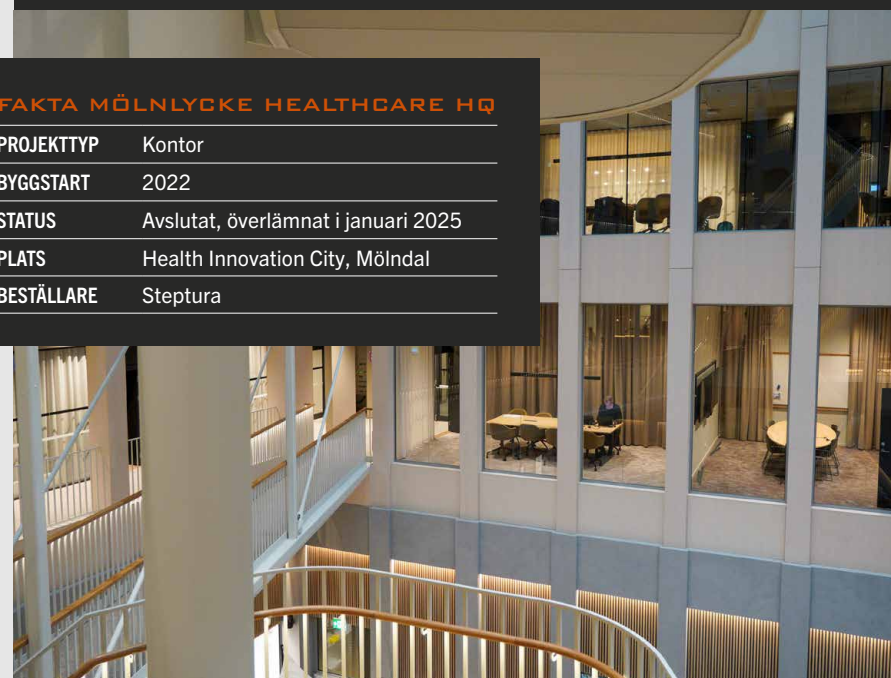 FAKTA MÖLNLYCKE HEALTHCARE HQ
PROJEKTTYP Kontor
BYGGSTART 2022
STATUS Avslutat, överlämnat i januari 2025
PLATS Health Innovation City, Mölndal
BESTÄLLARE Steptura